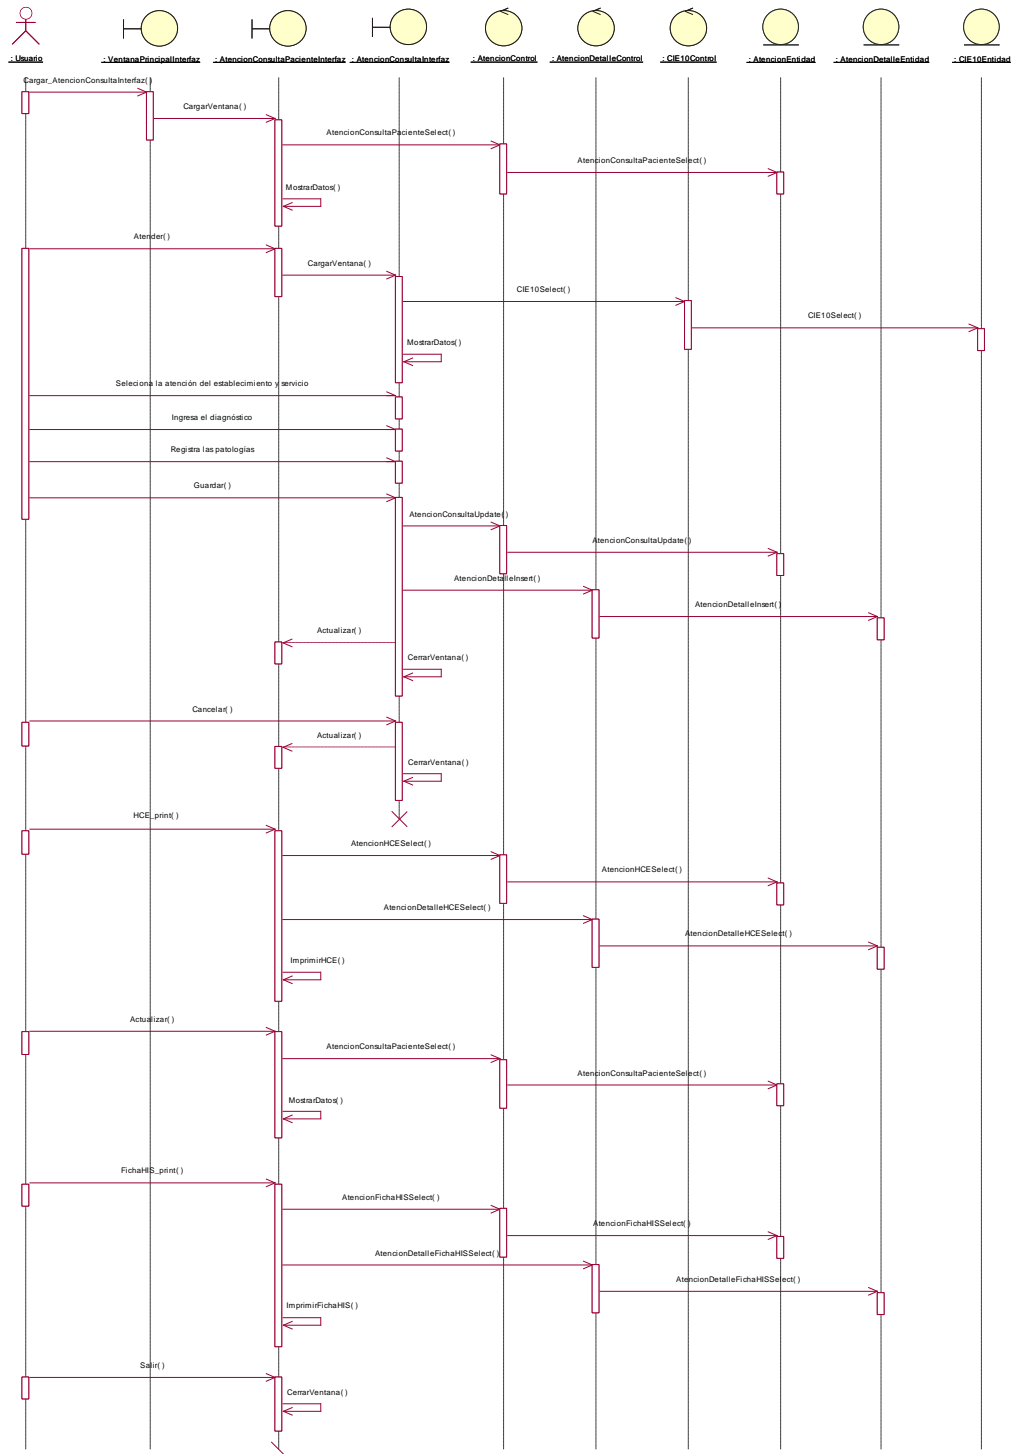 : Usuario
: VentanaPrincipalInterfaz
: AtencionConsultaPacienteInterfaz
: AtencionConsultaInterfaz
: AtencionControl
: AtencionDetalleControl
: CIE10Control
: AtencionEntidad
: AtencionDetalleEntidad
: CIE10Entidad
Cargar_AtencionConsultaInterfaz( )
CargarVentana( )
AtencionConsultaPacienteSelect( )
AtencionConsultaPacienteSelect( )
MostrarDatos( )
Atender( )
CargarVentana( )
CIE10Select( )
CIE10Select( )
MostrarDatos( )
Seleciona la atención del establecimiento y servicio
Ingresa el diagnóstico
Registra las patologías
Guardar( )
AtencionConsultaUpdate( )
AtencionConsultaUpdate( )
AtencionDetalleInsert( )
AtencionDetalleInsert( )
Actualizar( )
CerrarVentana( )
Cancelar( )
Actualizar( )
CerrarVentana( )
HCE_print( )
AtencionHCESelect( )
AtencionHCESelect( )
AtencionDetalleHCESelect( )
AtencionDetalleHCESelect( )
ImprimirHCE( )
Actualizar( )
AtencionConsultaPacienteSelect( )
AtencionConsultaPacienteSelect( )
MostrarDatos( )
FichaHIS_print( )
AtencionFichaHISSelect( )
AtencionFichaHISSelect( )
AtencionDetalleFichaHISSelect( )
AtencionDetalleFichaHISSelect( )
ImprimirFichaHIS( )
Salir( )
CerrarVentana( )